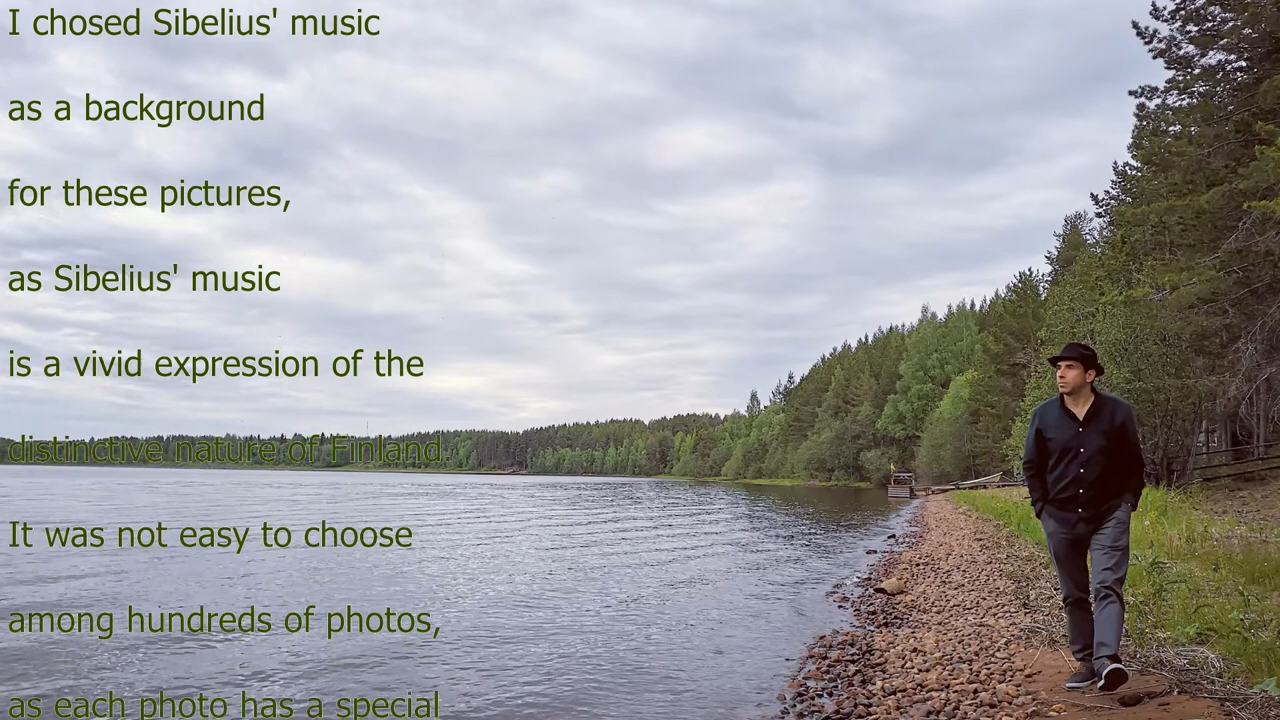 I chosed Sibelius' music
as a background
for these pictures,
as Sibelius' music
is a vivid expression of the
distinctive nature of Finland.
It was not easy to choose
among hundreds of photos,
as each photo has a special